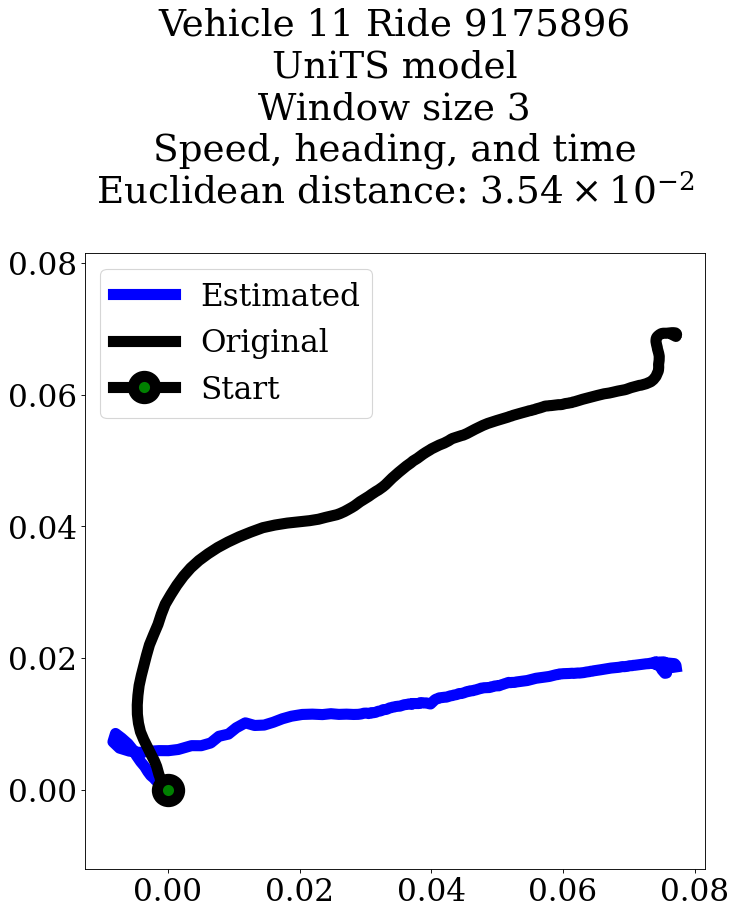 Vehicle 11 Ride 9175896
UniTS model
Window size 3
Speed, heading, and time
Euclidean distance: 3.54 × 10⁻²
0.08
Estimated
Original
Start
0.06
0.04
0.02
0.00
0.00 0.02 0.04 0.06 0.08